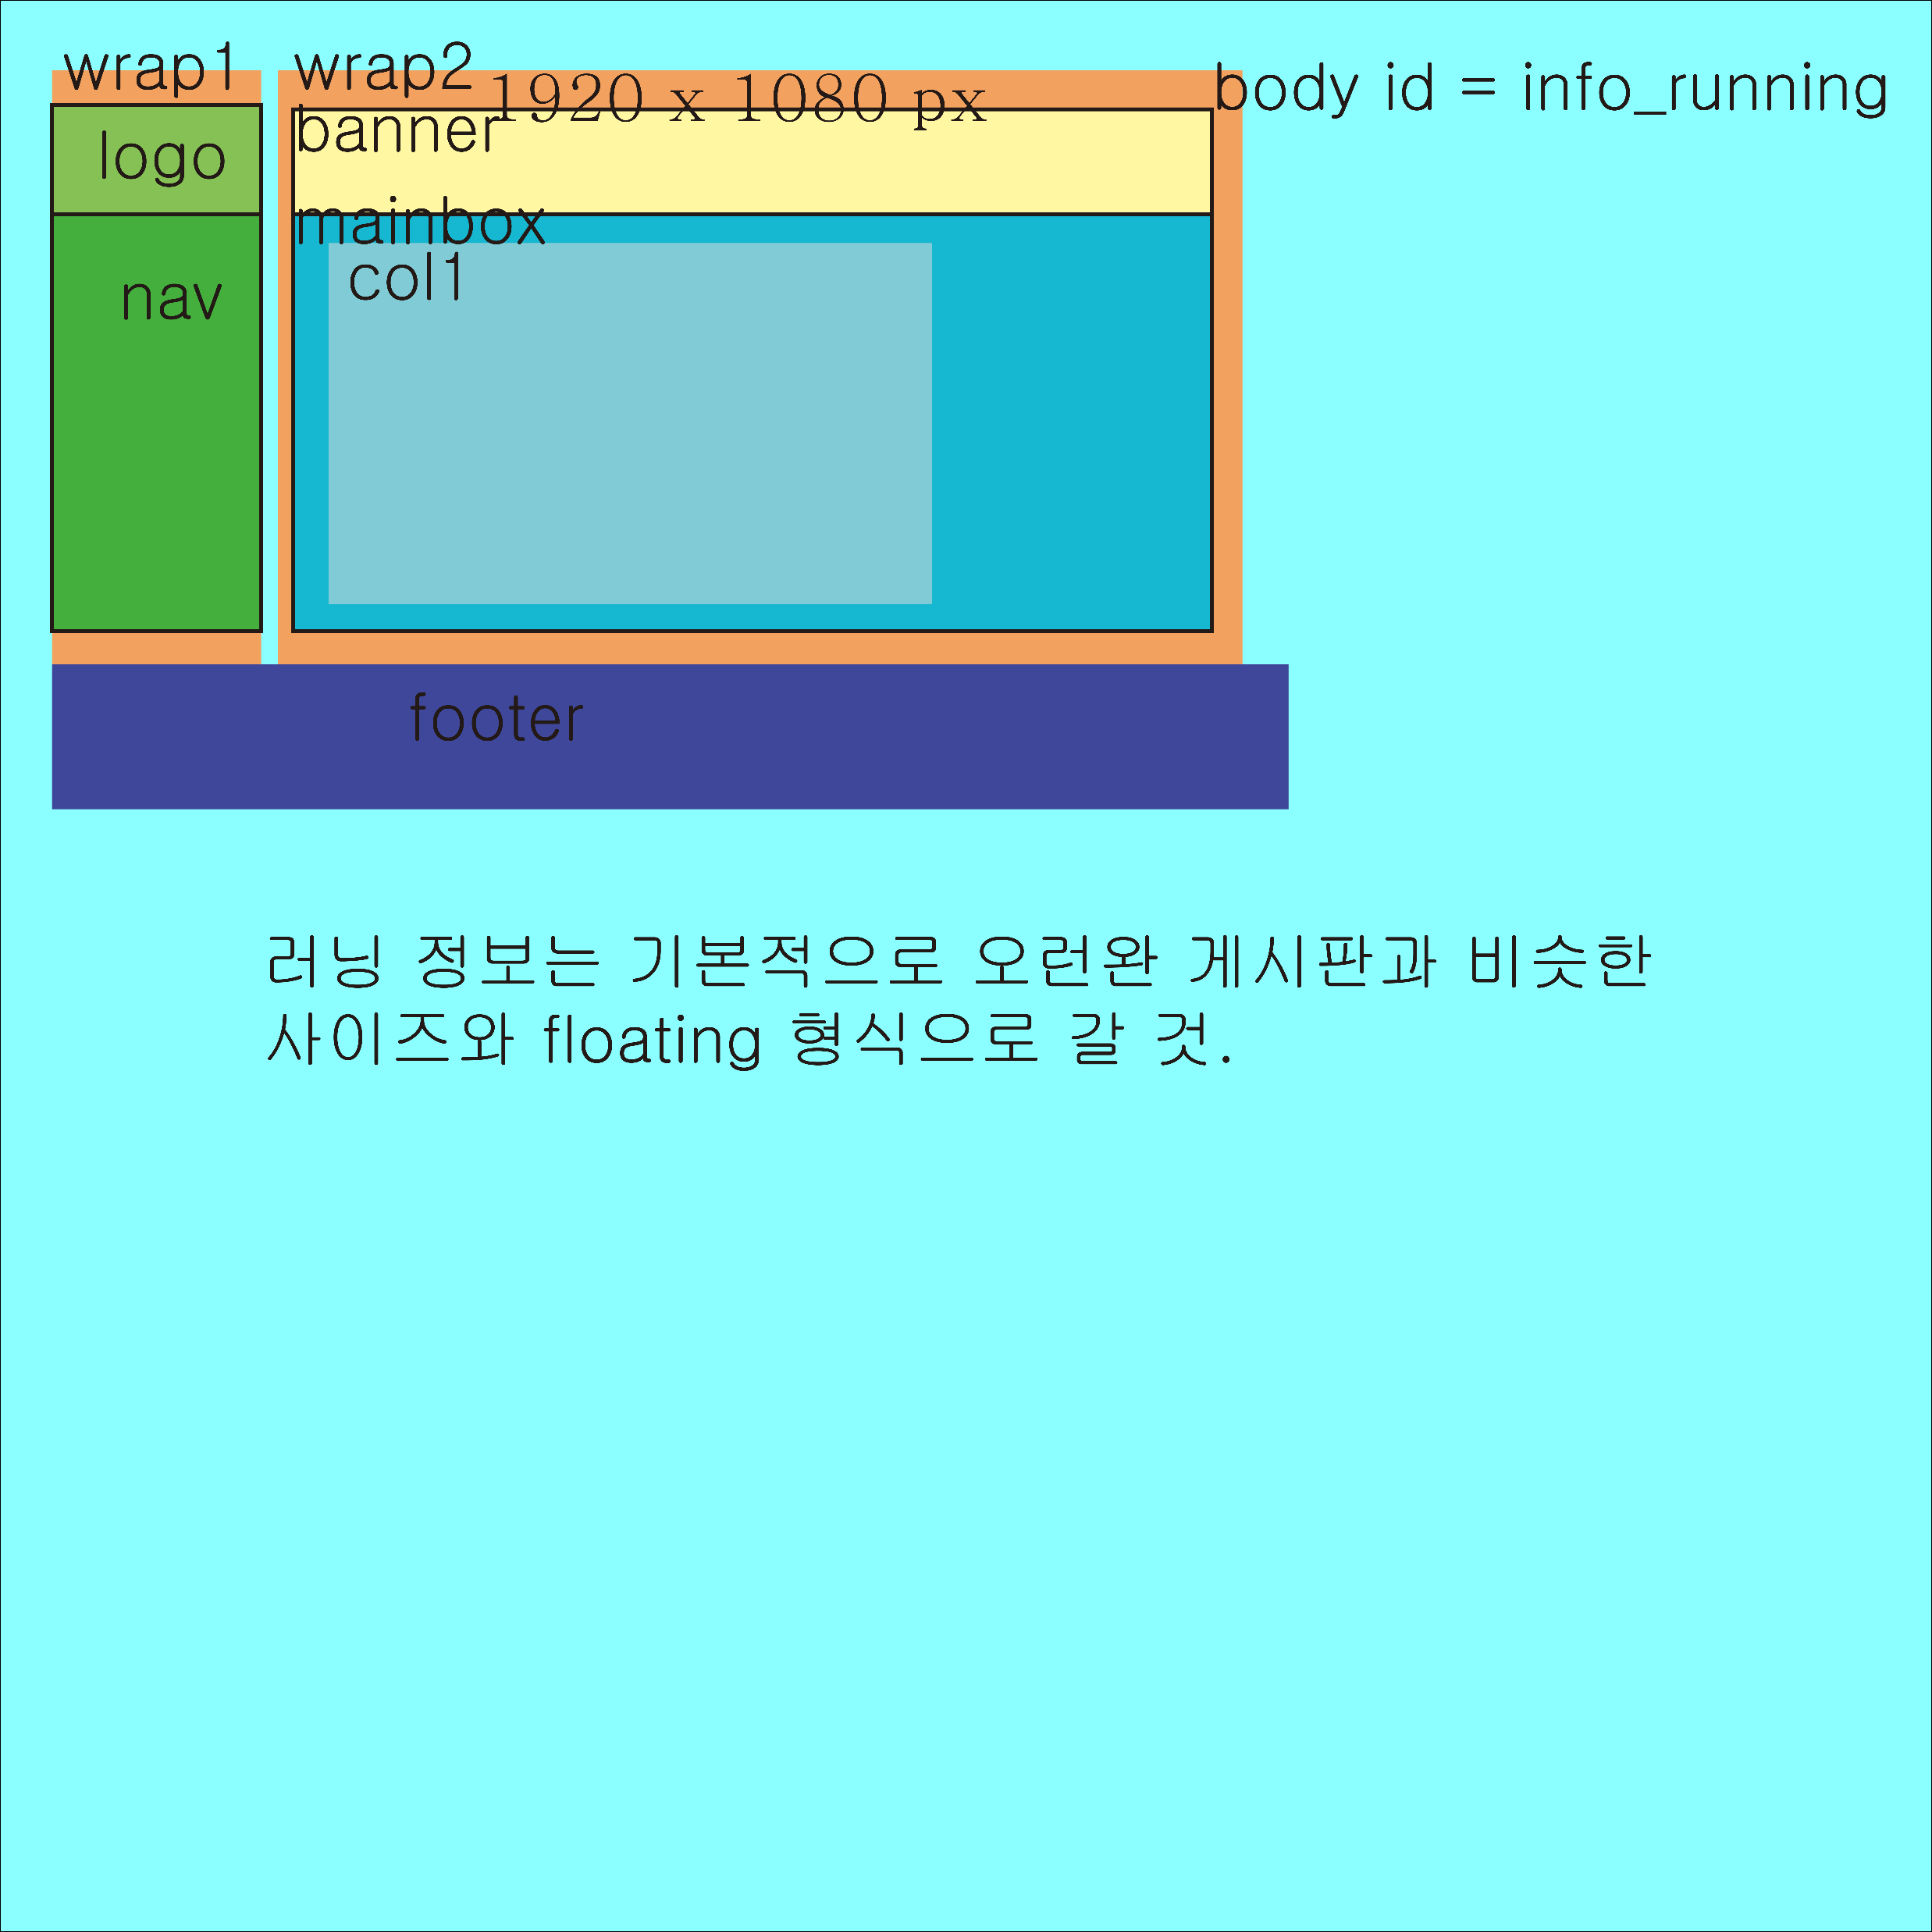 wrap1
wrap2
1920 x 1080 px
body id = info_running
banner
logo
mainbox
col1
nav
footer
러닝 정보는 기본적으로 오런완 게시판과 비슷한
사이즈와 floating 형식으로 갈 것.